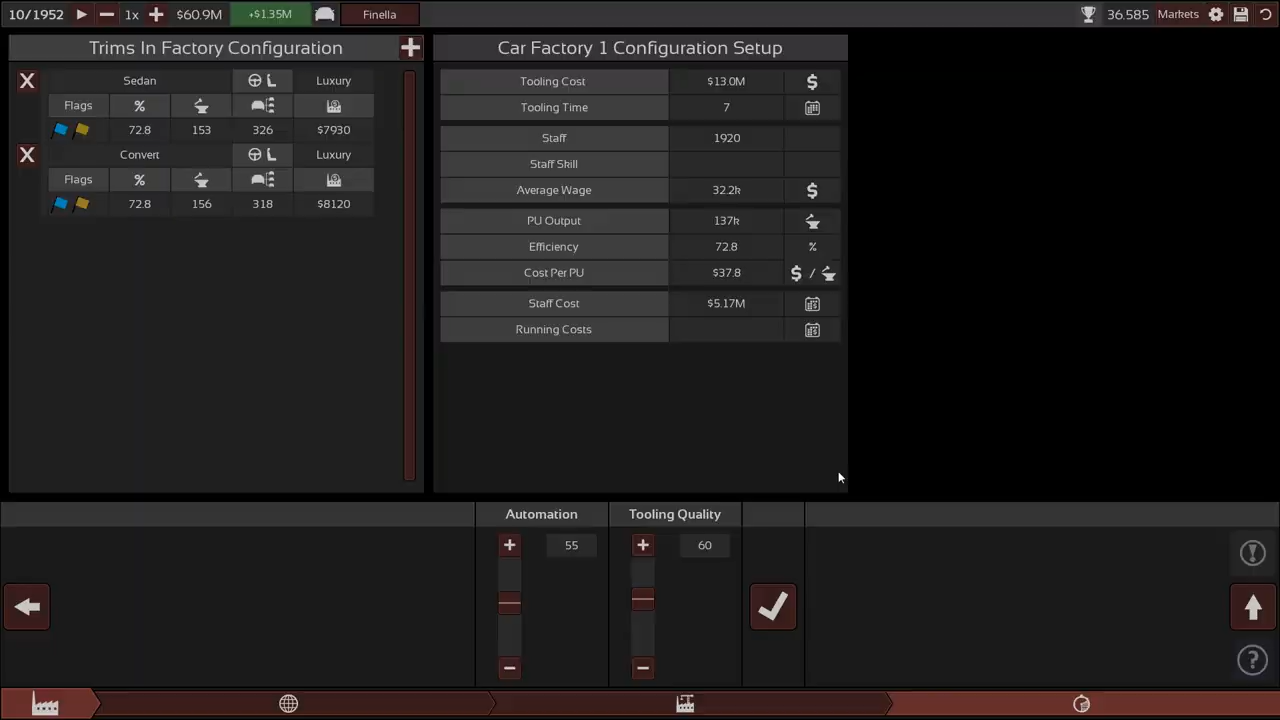 10/1952 1x $60.9M +$1.35M Finella 36.585 Markets
Trims In Factory Configuration
Sedan Luxury
Flags %
72.8 153 326 $7930
Convert Luxury
Flags %
72.8 156 318 $8120
Car Factory 1 Configuration Setup
Tooling Cost $13.0M $
Tooling Time 7
Staff 1920
Staff Skill
Average Wage 32.2k $
PU Output 137k
Efficiency 72.8 %
Cost Per PU $37.8 $ /
Staff Cost $5.17M
Running Costs
Automation Tooling Quality
55 60